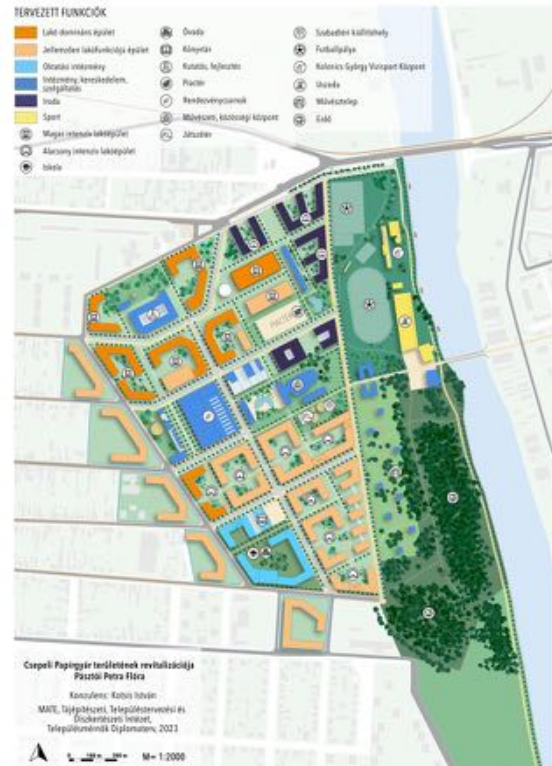 TERVEZETT FUNKCIÓK
Lakó domináns épület
Jellemzően lakófunkciójú épület
Oktatási intézmény
Intézmény, kereskedelem,
szolgáltatás
Iroda
Sport
Magas intenzív lakóépület
Alacsony intenzív lakóépület
Iskola
Óvoda
Könyvtár
Kutatás, fejlesztés
Piactér
Rendezvénycsarnok
Művészeti, közösségi központ
Játszótér
Szabadtéri kiállítóhely
Futballpálya
Kolonics György Vízisport Központ
Uszoda
Művésztelep
Erdő
PIACTÉR
Csepeli Papírgyár területének revitalizációja
Pásztói Petra Flóra
Konzulens: Kotsis István
MATE, Tájépítészeti, Településtervezési és
Díszkertészeti Intézet,
Településmérnök Diplomaterv, 2023
M= 1:2000